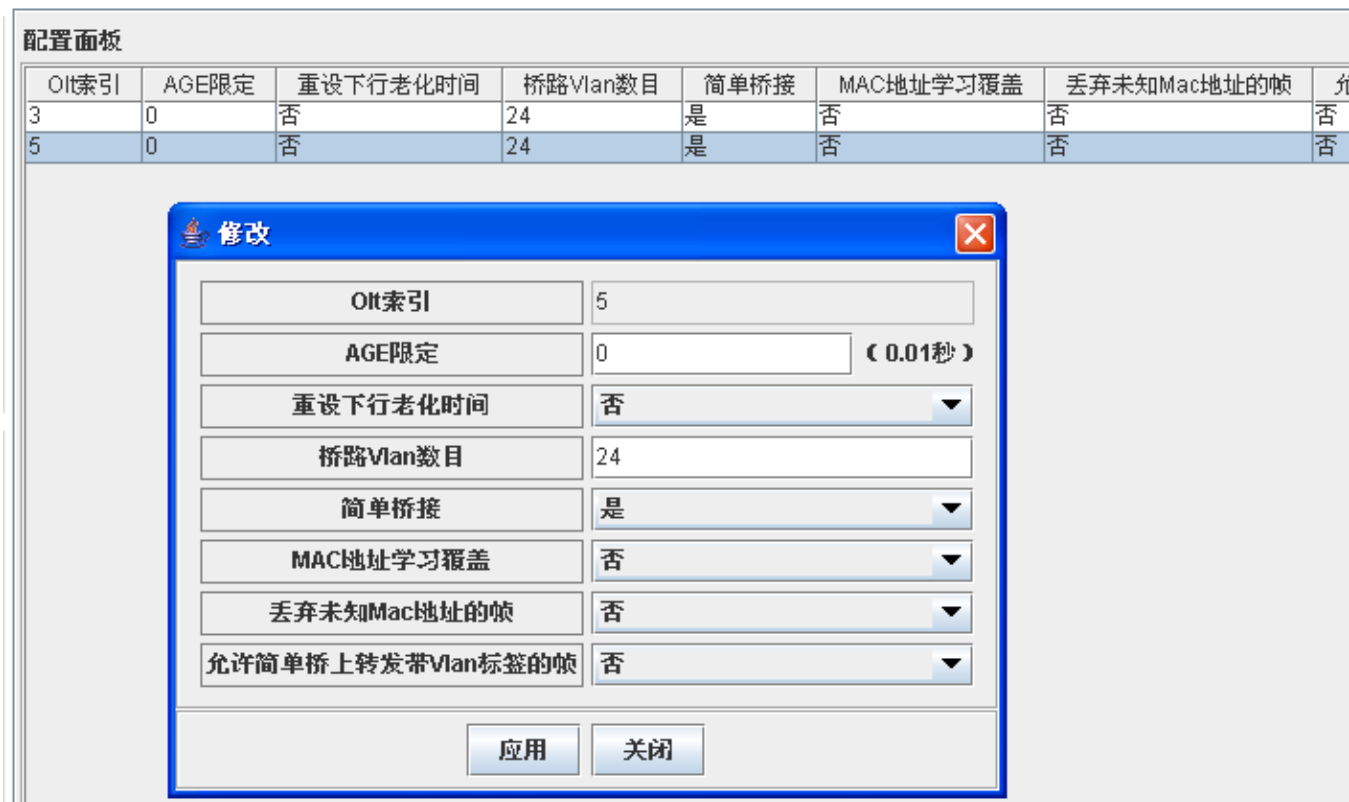 配置面板
Olt索引 AGE限定 重设下行老化时间 桥路Vlan数目 简单桥接 MAC地址学习覆盖 丢弃未知Mac地址的帧
3 0 否 24 是 否 否 否
5 0 否 24 是 否 否 否
修改
Olt索引 5
AGE限定 0 (0.01秒)
重设下行老化时间 否
桥路Vlan数目 24
简单桥接 是
MAC地址学习覆盖 否
丢弃未知Mac地址的帧 否
允许简单桥上转发带Vlan标签的帧 否
应用 关闭